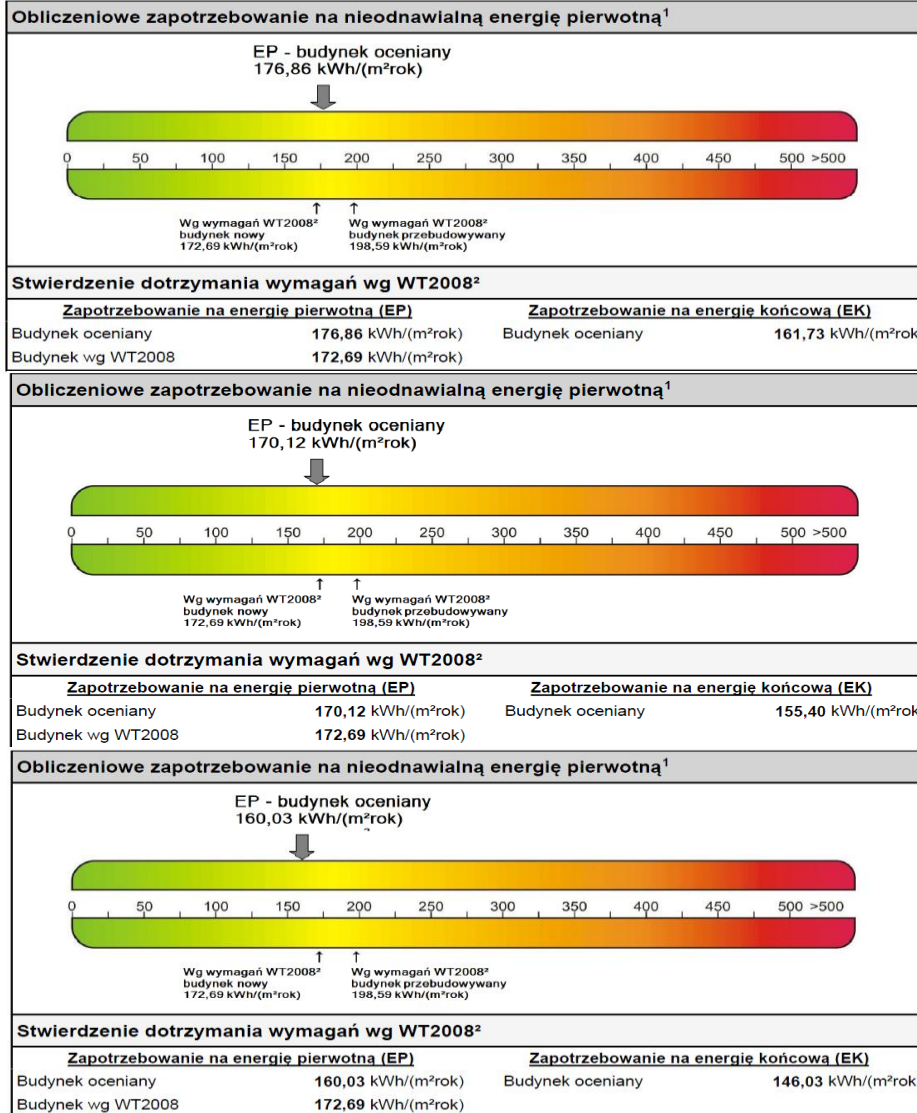 Obliczeniowe zapotrzebowanie na nieodnawialną energię pierwotną¹
EP - budynek oceniany
176,86 kWh/(m²rok)
0 50 100 150 200 250 300 350 400 450 500 >500
Wg wymagań WT2008² Wg wymagań WT2008²
budynek nowy budynek przebudowywany
172,69 kWh/(m²rok) 198,59 kWh/(m²rok)
Stwierdzenie dotrzymania wymagań wg WT2008²
Zapotrzebowanie na energię pierwotną (EP) Zapotrzebowanie na energię końcową (EK)
Budynek oceniany 176,86 kWh/(m²rok) Budynek oceniany 161,73 kWh/(m²rok
Budynek wg WT2008 172,69 kWh/(m²rok)
Obliczeniowe zapotrzebowanie na nieodnawialną energię pierwotną¹
EP - budynek oceniany
170,12 kWh/(m²rok)
0 50 100 150 200 250 300 350 400 450 500 >500
Wg wymagań WT2008² Wg wymagań WT2008²
budynek nowy budynek przebudowywany
172,69 kWh/(m²rok) 198,59 kWh/(m²rok)
Stwierdzenie dotrzymania wymagań wg WT2008²
Zapotrzebowanie na energię pierwotną (EP) Zapotrzebowanie na energię końcową (EK)
Budynek oceniany 170,12 kWh/(m²rok) Budynek oceniany 155,40 kWh/(m²rok
Budynek wg WT2008 172,69 kWh/(m²rok)
Obliczeniowe zapotrzebowanie na nieodnawialną energię pierwotną¹
EP - budynek oceniany
160,03 kWh/(m²rok)
0 50 100 150 200 250 300 350 400 450 500 >500
Wg wymagań WT2008² Wg wymagań WT2008²
budynek nowy budynek przebudowywany
172,69 kWh/(m²rok) 198,59 kWh/(m²rok)
Stwierdzenie dotrzymania wymagań wg WT2008²
Zapotrzebowanie na energię pierwotną (EP) Zapotrzebowanie na energię końcową (EK)
Budynek oceniany 160,03 kWh/(m²rok) Budynek oceniany 146,03 kWh/(m²rok
Budynek wg WT2008 172,69 kWh/(m²rok)